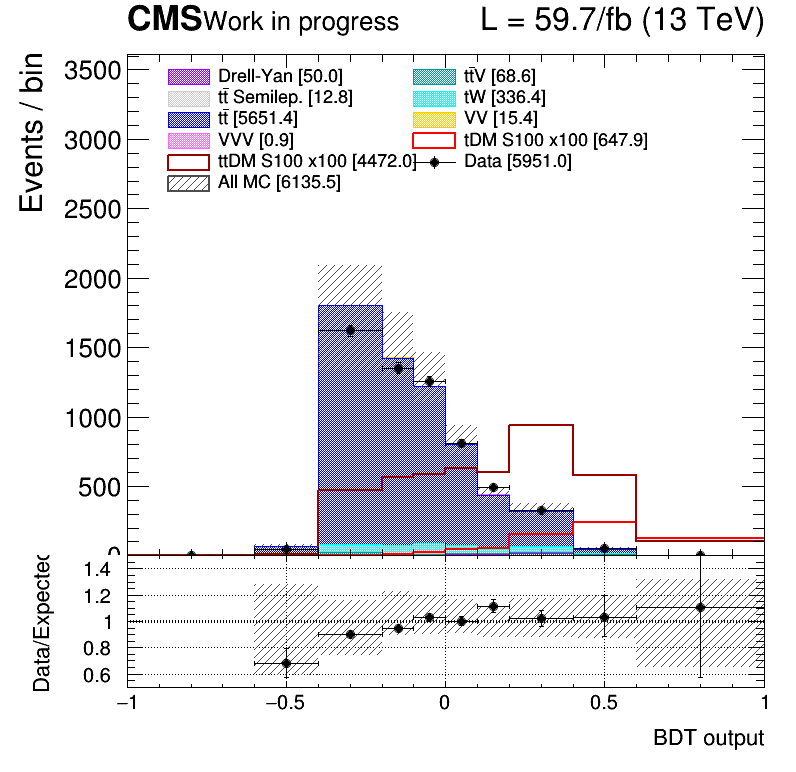 CMS Work in progress L = 59.7/fb (13 TeV)
Events / bin
3500
3000
2500
2000
1500
1000
500
0
Drell-Yan [50.0] tt̄V [68.6]
tt̄ Semilep. [12.8] tW [336.4]
tt̄ [5651.4] VV [15.4]
VVV [0.9] tDM S100 x100 [647.9]
ttDM S100 x100 [4472.0] Data [5951.0]
All MC [6135.5]
Data/Expected
1.4
1.2
1
0.8
0.6
−1 −0.5 0 0.5 1
BDT output